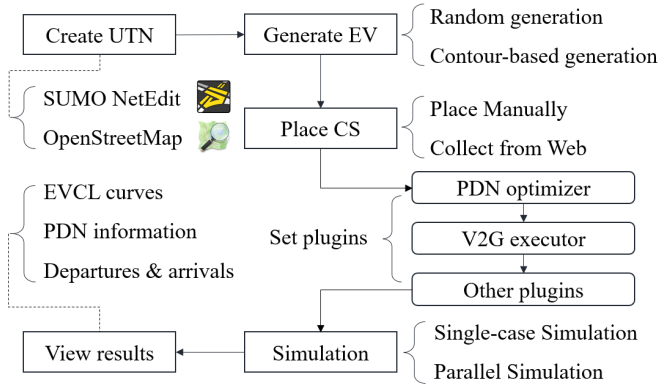 Create UTN
Generate EV
Random generation
Contour-based generation
SUMO NetEdit
OpenStreetMap
Place CS
Place Manually
Collect from Web
PDN optimizer
Set plugins
V2G executor
Other plugins
EVCL curves
PDN information
Departures & arrivals
View results
Simulation
Single-case Simulation
Parallel Simulation